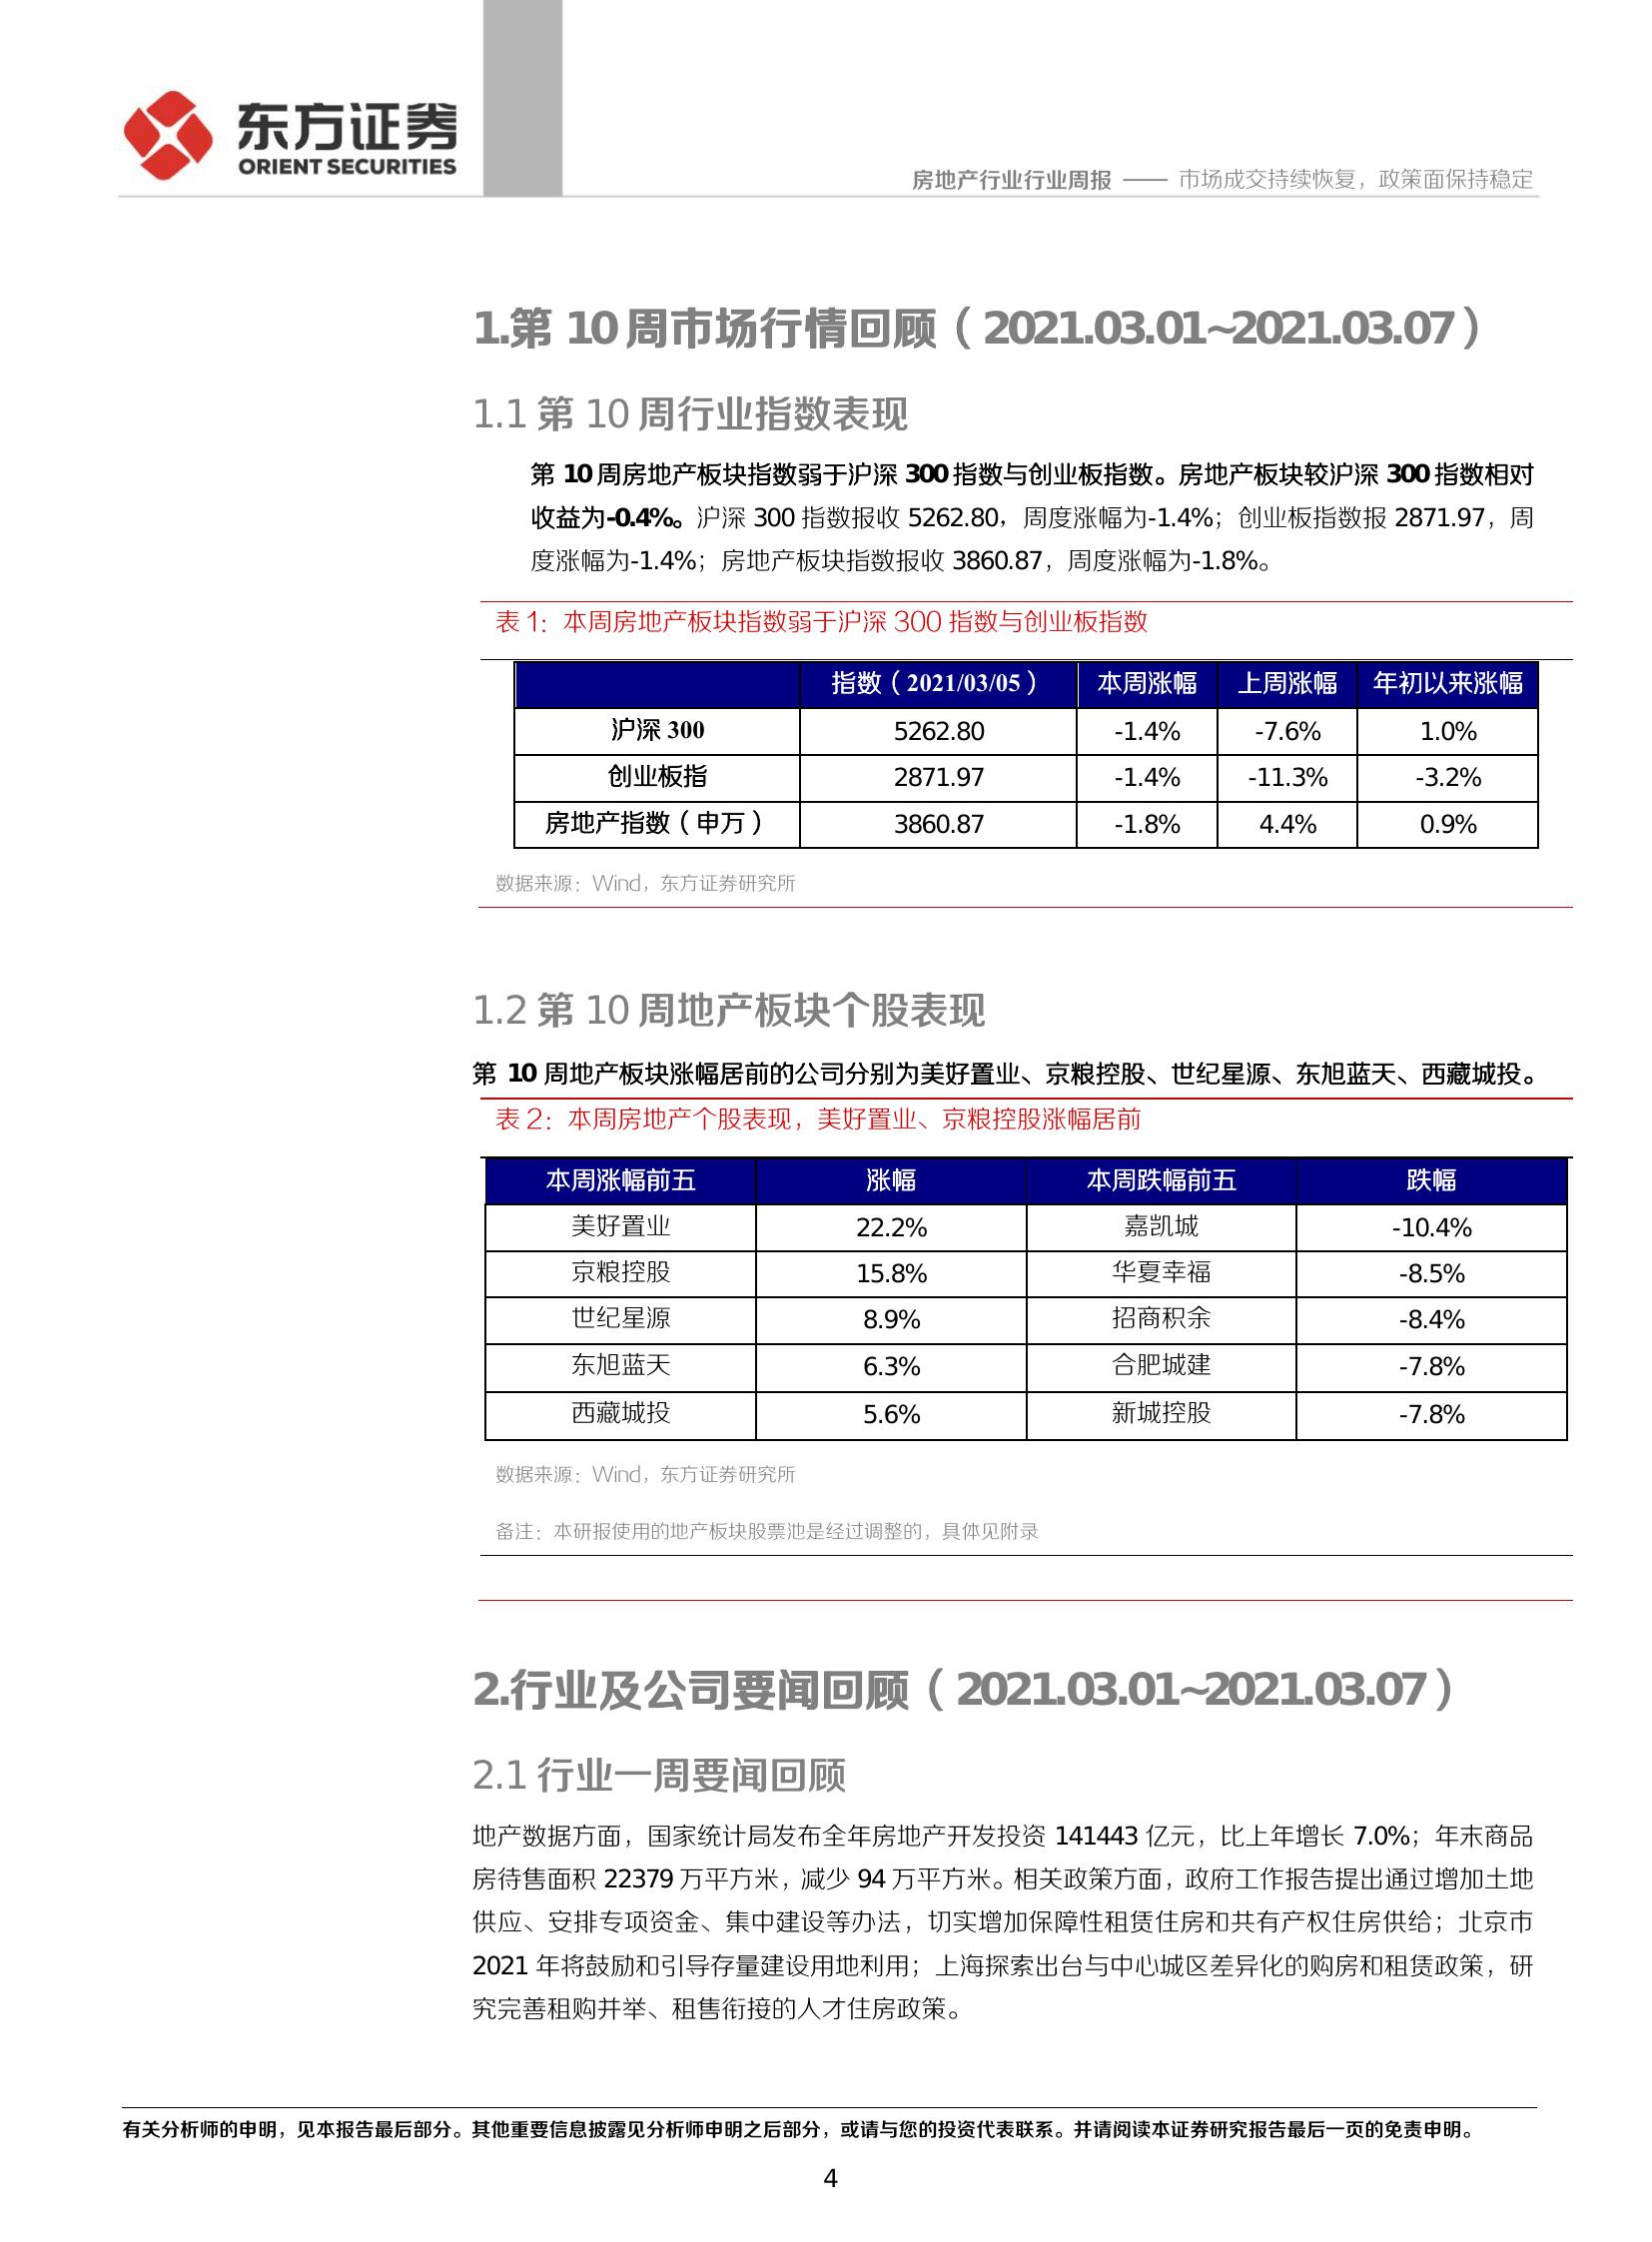 东方证券
ORIENT SECURITIES
房地产行业行业周报 —— 市场成交持续恢复，政策面保持稳定
1.第 10 周市场行情回顾（2021.03.01~2021.03.07）
1.1 第 10 周行业指数表现
第 10 周房地产板块指数弱于沪深 300 指数与创业板指数。房地产板块较沪深 300 指数相对
收益为-0.4%。沪深 300 指数报收 5262.80，周度涨幅为-1.4%；创业板指数报 2871.97，周
度涨幅为-1.4%；房地产板块指数报收 3860.87，周度涨幅为-1.8%。
表 1：本周房地产板块指数弱于沪深 300 指数与创业板指数
指数（2021/03/05） 本周涨幅 上周涨幅 年初以来涨幅
沪深 300 5262.80 -1.4% -7.6% 1.0%
创业板指 2871.97 -1.4% -11.3% -3.2%
房地产指数（申万） 3860.87 -1.8% 4.4% 0.9%
数据来源：Wind，东方证券研究所
1.2 第 10 周地产板块个股表现
第 10 周地产板块涨幅居前的公司分别为美好置业、京粮控股、世纪星源、东旭蓝天、西藏城投。
表 2：本周房地产个股表现，美好置业、京粮控股涨幅居前
本周涨幅前五 涨幅 本周跌幅前五 跌幅
美好置业 22.2% 嘉凯城 -10.4%
京粮控股 15.8% 华夏幸福 -8.5%
世纪星源 8.9% 招商积余 -8.4%
东旭蓝天 6.3% 合肥城建 -7.8%
西藏城投 5.6% 新城控股 -7.8%
数据来源：Wind，东方证券研究所
备注：本研报使用的地产板块股票池是经过调整的，具体见附录
2.行业及公司要闻回顾（2021.03.01~2021.03.07）
2.1 行业一周要闻回顾
地产数据方面，国家统计局发布全年房地产开发投资 141443 亿元，比上年增长 7.0%；年末商品
房待售面积 22379 万平方米，减少 94 万平方米。相关政策方面，政府工作报告提出通过增加土地
供应、安排专项资金、集中建设等办法，切实增加保障性租赁住房和共有产权住房供给；北京市
2021 年将鼓励和引导存量建设用地利用；上海探索出台与中心城区差异化的购房和租赁政策，研
究完善租购并举、租售衔接的人才住房政策。
有关分析师的申明，见本报告最后部分。其他重要信息披露见分析师申明之后部分，或请与您的投资代表联系。并请阅读本证券研究报告最后一页的免责申明。
4